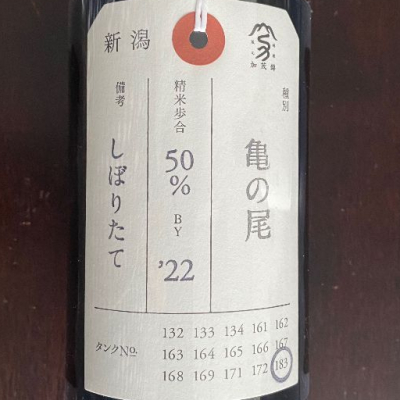 新潟
加茂錦
種別
亀の尾
精米歩合
50
%
BY
'22
備考
しぼりたて
タンクNo.
132 133 134 161 162
163 164 165 166 167
168 169 171 172 183